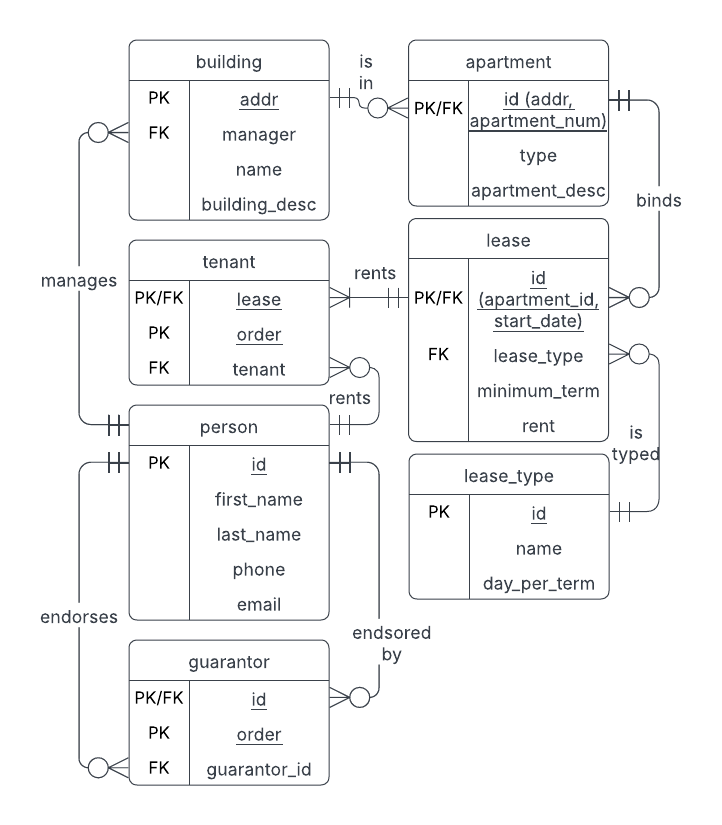 building
PK
addr
FK
manager
name
building_desc
is
in
apartment
PK/FK
id (addr,
apartment_num)
type
apartment_desc
binds
manages
tenant
PK/FK
lease
PK
order
FK
tenant
rents
rents
lease
PK/FK
id
(apartment_id,
start_date)
FK
lease_type
minimum_term
rent
is
typed
person
PK
id
first_name
last_name
phone
email
lease_type
PK
id
name
day_per_term
endorses
endsored
by
guarantor
PK/FK
id
PK
order
FK
guarantor_id